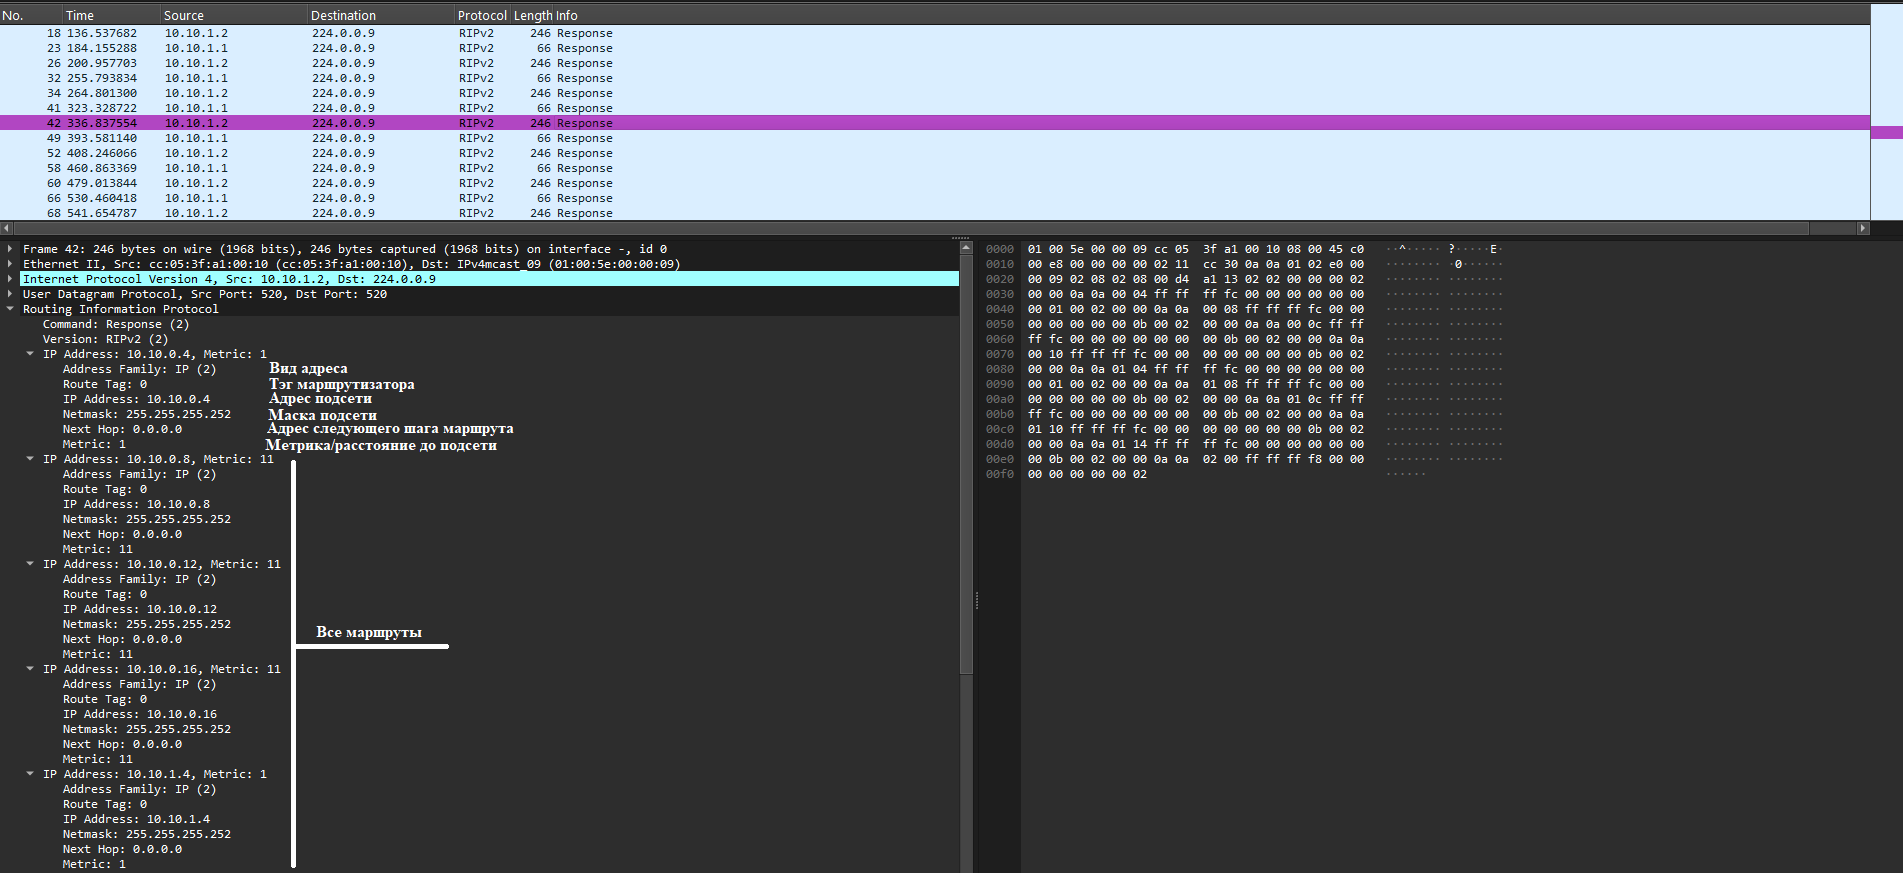 No. Time Source Destination Protocol Length Info
18 136.537682 10.10.1.2 224.0.0.9 RIPv2 246 Response
23 184.155288 10.10.1.1 224.0.0.9 RIPv2 66 Response
26 200.957703 10.10.1.2 224.0.0.9 RIPv2 246 Response
32 255.793834 10.10.1.1 224.0.0.9 RIPv2 66 Response
34 264.801300 10.10.1.2 224.0.0.9 RIPv2 246 Response
41 323.328722 10.10.1.1 224.0.0.9 RIPv2 66 Response
42 336.837554 10.10.1.2 224.0.0.9 RIPv2 246 Response
49 393.581140 10.10.1.1 224.0.0.9 RIPv2 66 Response
52 408.246066 10.10.1.2 224.0.0.9 RIPv2 246 Response
58 460.863369 10.10.1.1 224.0.0.9 RIPv2 66 Response
60 479.013844 10.10.1.2 224.0.0.9 RIPv2 246 Response
66 530.460418 10.10.1.1 224.0.0.9 RIPv2 66 Response
68 541.654787 10.10.1.2 224.0.0.9 RIPv2 246 Response
Frame 42: 246 bytes on wire (1968 bits), 246 bytes captured (1968 bits) on interface -, id 0
Ethernet II, Src: cc:05:3f:a1:00:10 (cc:05:3f:a1:00:10), Dst: IPv4mcast_09 (01:00:5e:00:00:09)
Internet Protocol Version 4, Src: 10.10.1.2, Dst: 224.0.0.9
User Datagram Protocol, Src Port: 520, Dst Port: 520
Routing Information Protocol
Command: Response (2)
Version: RIPv2 (2)
IP Address: 10.10.0.4, Metric: 1
Address Family: IP (2) Вид адреса
Route Tag: 0 Тэг маршрутизатора
IP Address: 10.10.0.4 Адрес подсети
Netmask: 255.255.255.252 Маска подсети
Next Hop: 0.0.0.0 Адрес следующего шага маршрута
Metric: 1 Метрика/расстояние до подсети
IP Address: 10.10.0.8, Metric: 11
Address Family: IP (2)
Route Tag: 0
IP Address: 10.10.0.8
Netmask: 255.255.255.252
Next Hop: 0.0.0.0
Metric: 11
IP Address: 10.10.0.12, Metric: 11
Address Family: IP (2)
Route Tag: 0
IP Address: 10.10.0.12
Netmask: 255.255.255.252
Next Hop: 0.0.0.0
Metric: 11
Все маршруты
IP Address: 10.10.0.16, Metric: 11
Address Family: IP (2)
Route Tag: 0
IP Address: 10.10.0.16
Netmask: 255.255.255.252
Next Hop: 0.0.0.0
Metric: 11
IP Address: 10.10.1.4, Metric: 1
Address Family: IP (2)
Route Tag: 0
IP Address: 10.10.1.4
Netmask: 255.255.255.252
Next Hop: 0.0.0.0
Metric: 1
0000 01 00 5e 00 00 09 cc 05 3f a1 00 10 08 00 45 c0 ··^····· ?·····E·
0010 00 e8 00 00 00 00 02 11 cc 30 0a 0a 01 02 e0 00 ········ ·0······
0020 00 09 02 08 02 08 00 d4 a1 13 02 02 00 00 00 02 ········ ········
0030 00 00 0a 0a 00 04 ff ff ff fc 00 00 00 00 00 00 ········ ········
0040 00 01 00 02 00 00 0a 0a 00 08 ff ff ff fc 00 00 ········ ········
0050 00 00 00 00 00 0b 00 02 00 00 0a 0a 00 0c ff ff ········ ········
0060 ff fc 00 00 00 00 00 00 00 0b 00 02 00 00 0a 0a ········ ········
0070 00 10 ff ff ff fc 00 00 00 00 00 00 00 0b 00 02 ········ ········
0080 00 00 0a 0a 01 04 ff ff ff fc 00 00 00 00 00 00 ········ ········
0090 00 01 00 02 00 00 0a 0a 01 08 ff ff ff fc 00 00 ········ ········
00a0 00 00 00 00 00 0b 00 02 00 00 0a 0a 01 0c ff ff ········ ········
00b0 ff fc 00 00 00 00 00 00 00 0b 00 02 00 00 0a 0a ········ ········
00c0 01 10 ff ff ff fc 00 00 00 00 00 00 00 0b 00 02 ········ ········
00d0 00 00 0a 0a 01 14 ff ff ff fc 00 00 00 00 00 00 ········ ········
00e0 00 0b 00 02 00 00 0a 0a 02 00 ff ff ff f8 00 00 ········ ········
00f0 00 00 00 00 00 02 ······